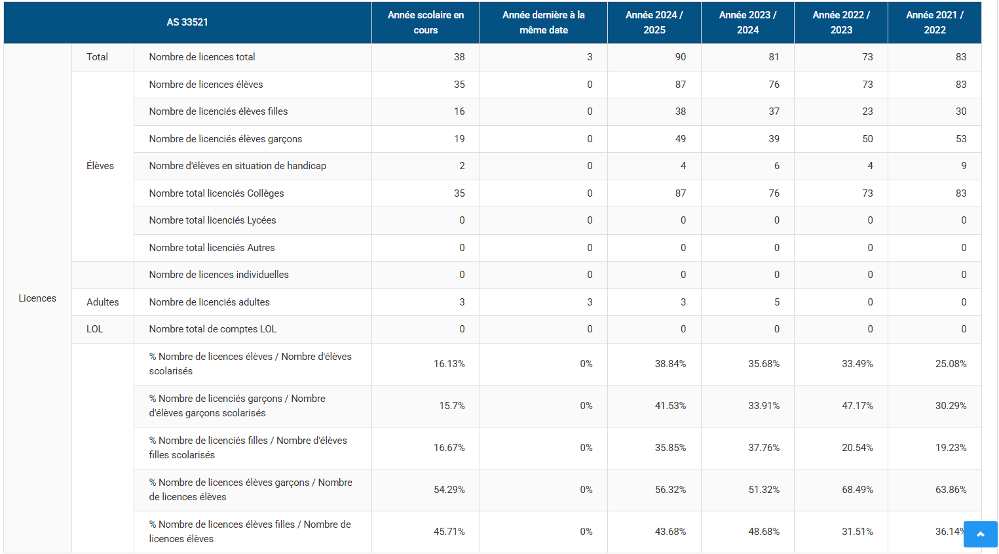 AS 33521 Année scolaire en cours Année dernière à la même date Année 2024 / 2025 Année 2023 / 2024 Année 2022 / 2023 Année 2021 / 2022
Licences
Total Nombre de licences total 38 3 90 81 73 83
Élèves
Nombre de licences élèves 35 0 87 76 73 83
Nombre de licenciés élèves filles 16 0 38 37 23 30
Nombre de licenciés élèves garçons 19 0 49 39 50 53
Nombre d'élèves en situation de handicap 2 0 4 6 4 9
Nombre total licenciés Collèges 35 0 87 76 73 83
Nombre total licenciés Lycées 0 0 0 0 0 0
Nombre total licenciés Autres 0 0 0 0 0 0
Nombre de licences individuelles 0 0 0 0 0 0
Adultes Nombre de licenciés adultes 3 3 3 5 0 0
LOL Nombre total de comptes LOL 0 0 0 0 0 0
% Nombre de licences élèves / Nombre d'élèves scolarisés 16.13% 0% 38.84% 35.68% 33.49% 25.08%
% Nombre de licenciés garçons / Nombre d'élèves garçons scolarisés 15.7% 0% 41.53% 33.91% 47.17% 30.29%
% Nombre de licenciés filles / Nombre d'élèves filles scolarisés 16.67% 0% 35.85% 37.76% 20.54% 19.23%
% Nombre de licences élèves garçons / Nombre de licences élèves 54.29% 0% 56.32% 51.32% 68.49% 63.86%
% Nombre de licences élèves filles / Nombre de licences élèves 45.71% 0% 43.68% 48.68% 31.51% 36.14%